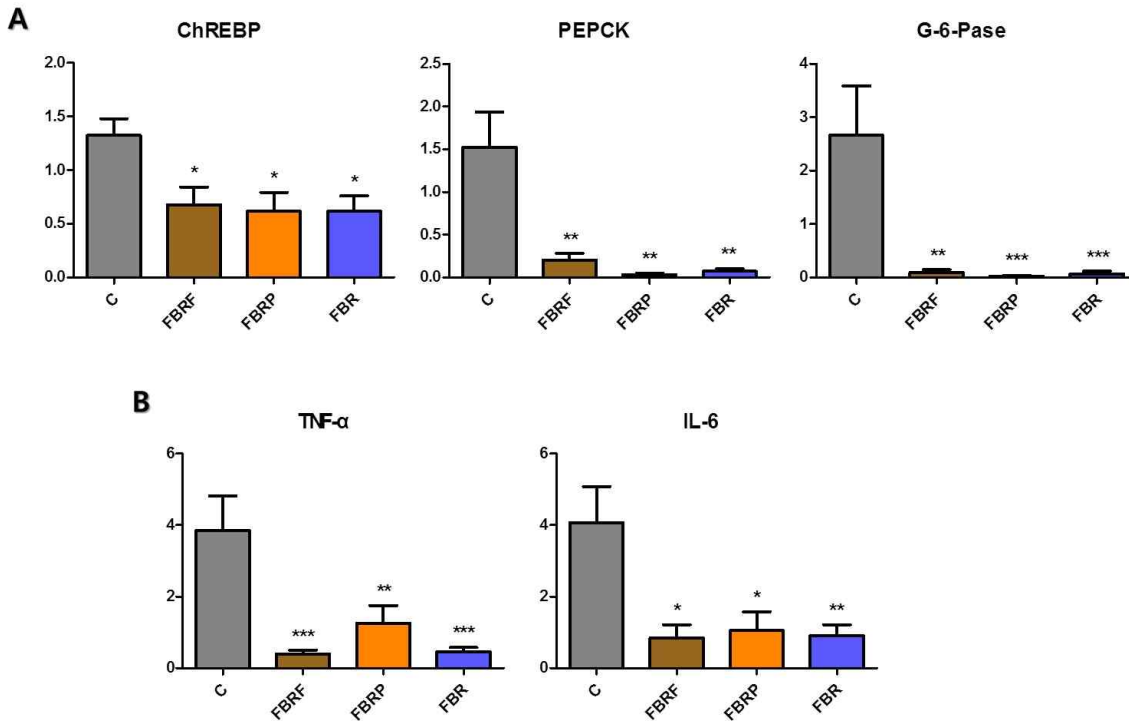 A
ChREBP
2.0
1.5
1.0
0.5
0.0
* * *
C FBRF FBRP FBR
PEPCK
2.5
2.0
1.5
1.0
0.5
0.0
** ** **
C FBRF FBRP FBR
G-6-Pase
4
3
2
1
0
** *** ***
C FBRF FBRP FBR
B
TNF-α
6
4
2
0
*** ** ***
C FBRF FBRP FBR
IL-6
6
4
2
0
* * **
C FBRF FBRP FBR